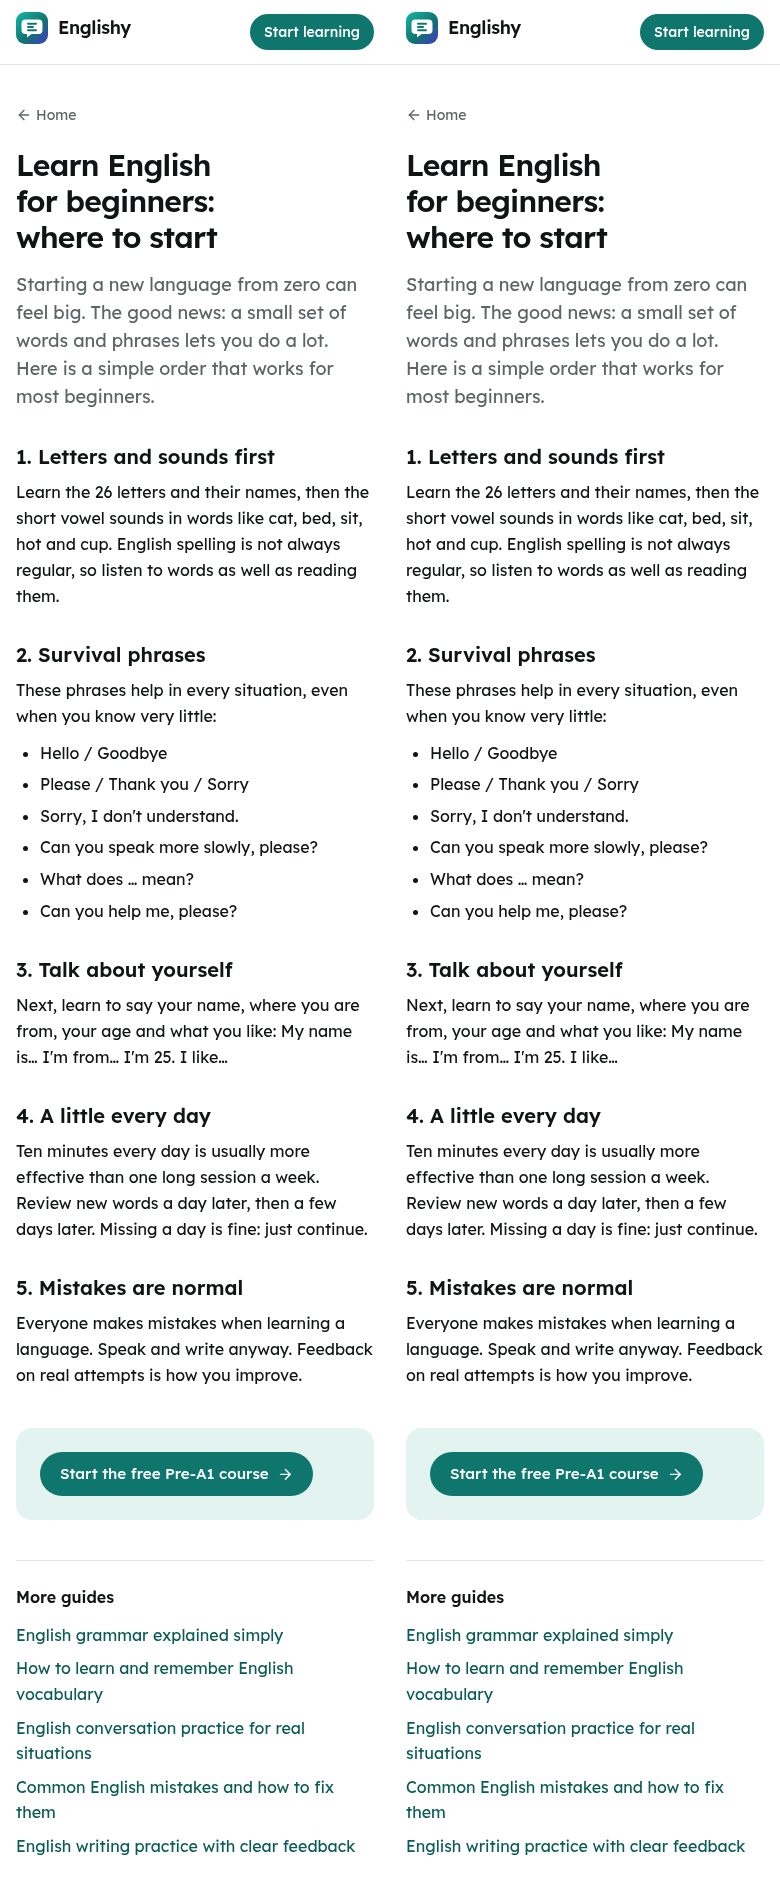 Englishy
Start learning
← Home
Learn English
for beginners:
where to start
Starting a new language from zero can
feel big. The good news: a small set of
words and phrases lets you do a lot.
Here is a simple order that works for
most beginners.
1. Letters and sounds first
Learn the 26 letters and their names, then the
short vowel sounds in words like cat, bed, sit,
hot and cup. English spelling is not always
regular, so listen to words as well as reading
them.
2. Survival phrases
These phrases help in every situation, even
when you know very little:
• Hello / Goodbye
• Please / Thank you / Sorry
• Sorry, I don't understand.
• Can you speak more slowly, please?
• What does … mean?
• Can you help me, please?
3. Talk about yourself
Next, learn to say your name, where you are
from, your age and what you like: My name
is… I'm from… I'm 25. I like…
4. A little every day
Ten minutes every day is usually more
effective than one long session a week.
Review new words a day later, then a few
days later. Missing a day is fine: just continue.
5. Mistakes are normal
Everyone makes mistakes when learning a
language. Speak and write anyway. Feedback
on real attempts is how you improve.
Start the free Pre-A1 course →
More guides
English grammar explained simply
How to learn and remember English
vocabulary
English conversation practice for real
situations
Common English mistakes and how to fix
them
English writing practice with clear feedback
Englishy
Start learning
← Home
Learn English
for beginners:
where to start
Starting a new language from zero can
feel big. The good news: a small set of
words and phrases lets you do a lot.
Here is a simple order that works for
most beginners.
1. Letters and sounds first
Learn the 26 letters and their names, then the
short vowel sounds in words like cat, bed, sit,
hot and cup. English spelling is not always
regular, so listen to words as well as reading
them.
2. Survival phrases
These phrases help in every situation, even
when you know very little:
• Hello / Goodbye
• Please / Thank you / Sorry
• Sorry, I don't understand.
• Can you speak more slowly, please?
• What does … mean?
• Can you help me, please?
3. Talk about yourself
Next, learn to say your name, where you are
from, your age and what you like: My name
is… I'm from… I'm 25. I like…
4. A little every day
Ten minutes every day is usually more
effective than one long session a week.
Review new words a day later, then a few
days later. Missing a day is fine: just continue.
5. Mistakes are normal
Everyone makes mistakes when learning a
language. Speak and write anyway. Feedback
on real attempts is how you improve.
Start the free Pre-A1 course →
More guides
English grammar explained simply
How to learn and remember English
vocabulary
English conversation practice for real
situations
Common English mistakes and how to fix
them
English writing practice with clear feedback